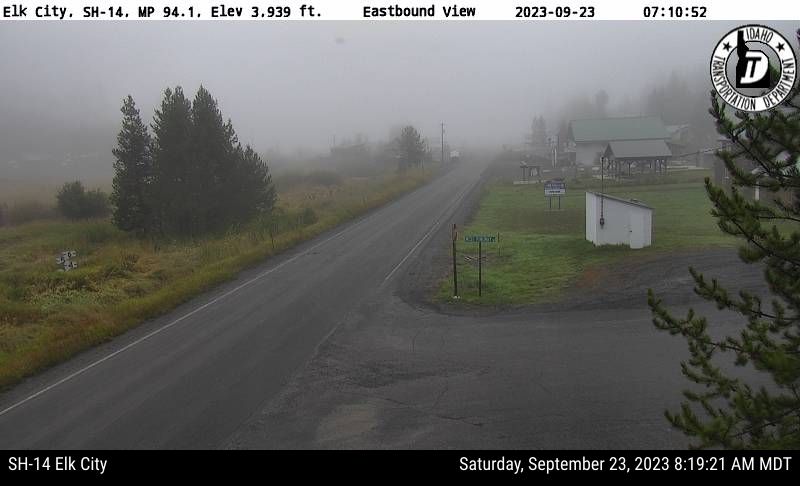 Elk City, SH-14, MP 94.1, Elev 3,939 ft. Eastbound View 2023-09-23 07:10:52
IDAHO
TRANSPORTATION DEPARTMENT
SH-14 Elk City Saturday, September 23, 2023 8:19:21 AM MDT